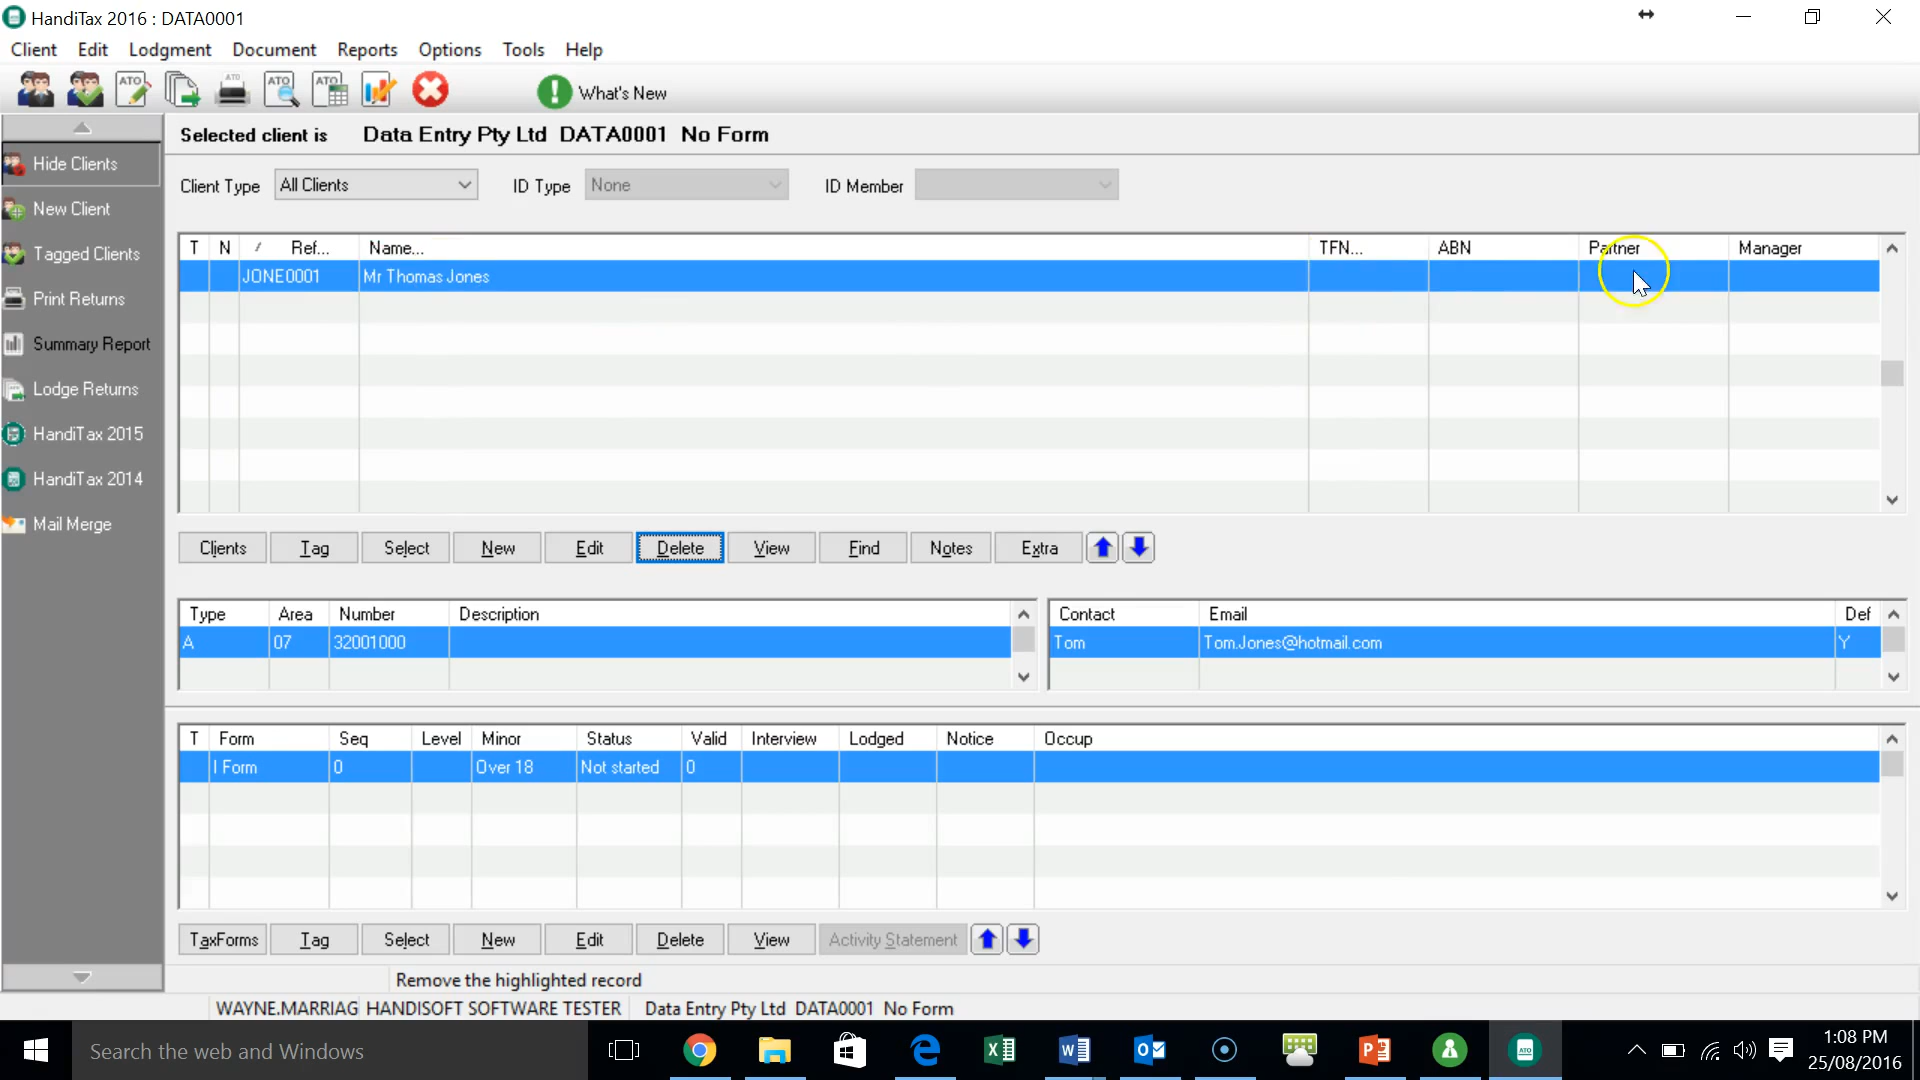 HandiTax 2016 : DATA0001
Client Edit Lodgment Document Reports Options Tools Help
ATO ATO ATO ATO What's New
Selected client is Data Entry Pty Ltd DATA0001 No Form
Hide Clients
New Client
Tagged Clients
Print Returns
Summary Report
Lodge Returns
HandiTax 2015
HandiTax 2014
Mail Merge
Client Type All Clients ID Type None ID Member
T N / Ref... Name... TFN... ABN Partner Manager
JONE0001 Mr Thomas Jones
Clients Tag Select New Edit Delete View Find Notes Extra
Type Area Number Description
A 07 32001000
Contact Email Def
Tom Tom.Jones@hotmail.com Y
T Form Seq Level Minor Status Valid Interview Lodged Notice Occup
I Form 0 Over 18 Not started 0
TaxForms Tag Select New Edit Delete View Activity Statement
Remove the highlighted record
WAYNE.MARRIAG HANDISOFT SOFTWARE TESTER Data Entry Pty Ltd DATA0001 No Form
Search the web and Windows
ATO
1:08 PM
25/08/2016